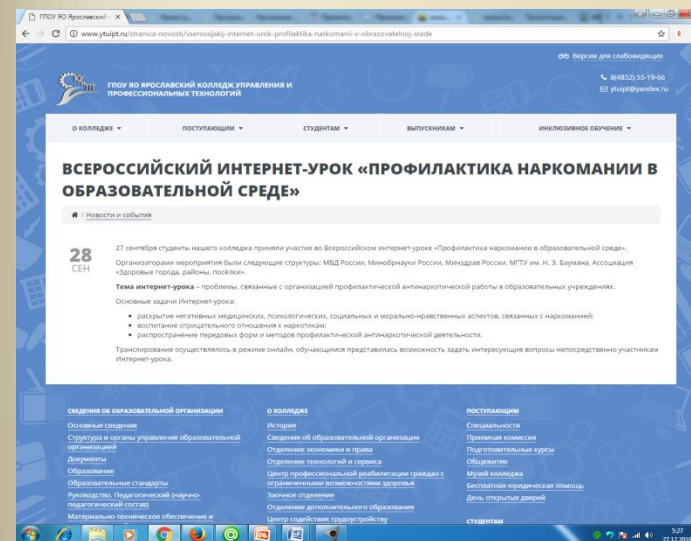 ГПОУ ЯО Ярославский -
www.ytuipt.ru/stranica-novosti/vserossijskij-internet-urok-profilaktika-narkomanii-v-obrazovatelnoj-srede
Версия для слабовидящих
ГПОУ ЯО ЯРОСЛАВСКИЙ КОЛЛЕДЖ УПРАВЛЕНИЯ И
ПРОФЕССИОНАЛЬНЫХ ТЕХНОЛОГИЙ
8(4852) 55-19-66
ytuipt@yandex.ru
О КОЛЛЕДЖЕ
ПОСТУПАЮЩИМ
СТУДЕНТАМ
ВЫПУСКНИКАМ
ИНКЛЮЗИВНОЕ ОБУЧЕНИЕ
ВСЕРОССИЙСКИЙ ИНТЕРНЕТ-УРОК «ПРОФИЛАКТИКА НАРКОМАНИИ В
ОБРАЗОВАТЕЛЬНОЙ СРЕДЕ»
/ Новости и события
28
СЕН
27 сентября студенты нашего колледжа приняли участие во Всероссийском интернет-уроке «Профилактика наркомании в образовательной среде».
Организаторами мероприятия были следующие структуры: МВД России, Минобрнауки России, Минздрав России, МГТУ им. Н. Э. Баумана, Ассоциация
«Здоровые города, районы, посёлки».
Тема интернет-урока – проблемы, связанные с организацией профилактической антинаркотической работы в образовательных учреждениях.
Основные задачи Интернет-урока:
• раскрытие негативных медицинских, психологических, социальных и морально-нравственных аспектов, связанных с наркоманией;
• воспитание отрицательного отношения к наркотикам;
• распространение передовых форм и методов профилактической антинаркотической деятельности.
Транслирование осуществлялось в режиме онлайн, обучающимся представилась возможность задать интересующие вопросы непосредственно участникам
Интернет-урока.
СВЕДЕНИЯ ОБ ОБРАЗОВАТЕЛЬНОЙ ОРГАНИЗАЦИИ
Основные сведения
Структура и органы управления образовательной
организацией
Документы
Образование
Образовательные стандарты
Руководство. Педагогический (научно-
педагогический состав)
Материально-техническое обеспечение и
О КОЛЛЕДЖЕ
История
Сведения об образовательной организации
Отделение экономики и права
Отделение технологий и сервиса
Центр профессиональной реабилитации граждан с
ограниченными возможностями здоровья
Заочное отделение
Отделение дополнительного образования
Центр содействия трудоустройству
ПОСТУПАЮЩИМ
Специальности
Приемная комиссия
Подготовительные курсы
Общежитие
Музей колледжа
Бесплатная юридическая помощь
День открытых дверей
СТУДЕНТАМ
5:27
27.12.2016